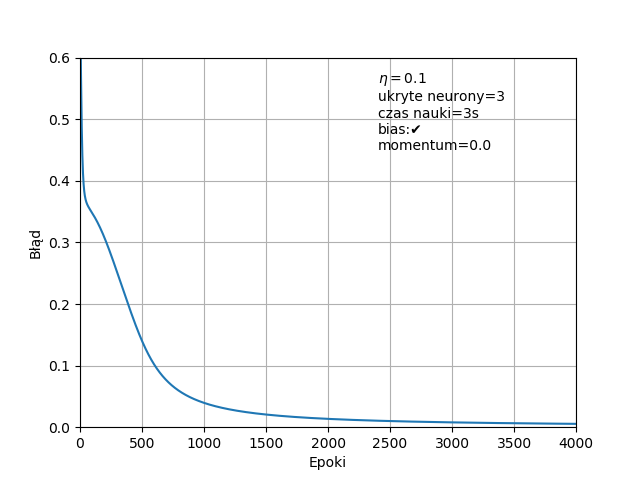 0.6
0.5
0.4
0.3
0.2
0.1
0.0
Błąd
η = 0.1
ukryte neurony=3
czas nauki=3s
bias:✔
momentum=0.0
0 500 1000 1500 2000 2500 3000 3500 4000
Epoki